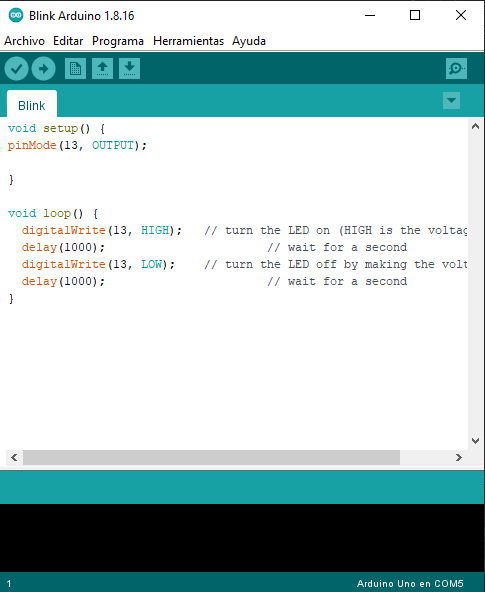 Blink Arduino 1.8.16
Archivo Editar Programa Herramientas Ayuda
Blink
void setup() {
pinMode(13, OUTPUT);
}
void loop() {
digitalWrite(13, HIGH);   // turn the LED on (HIGH is the voltag
delay(1000);                       // wait for a second
digitalWrite(13, LOW);    // turn the LED off by making the volt
delay(1000);                       // wait for a second
}
1
Arduino Uno en COM5